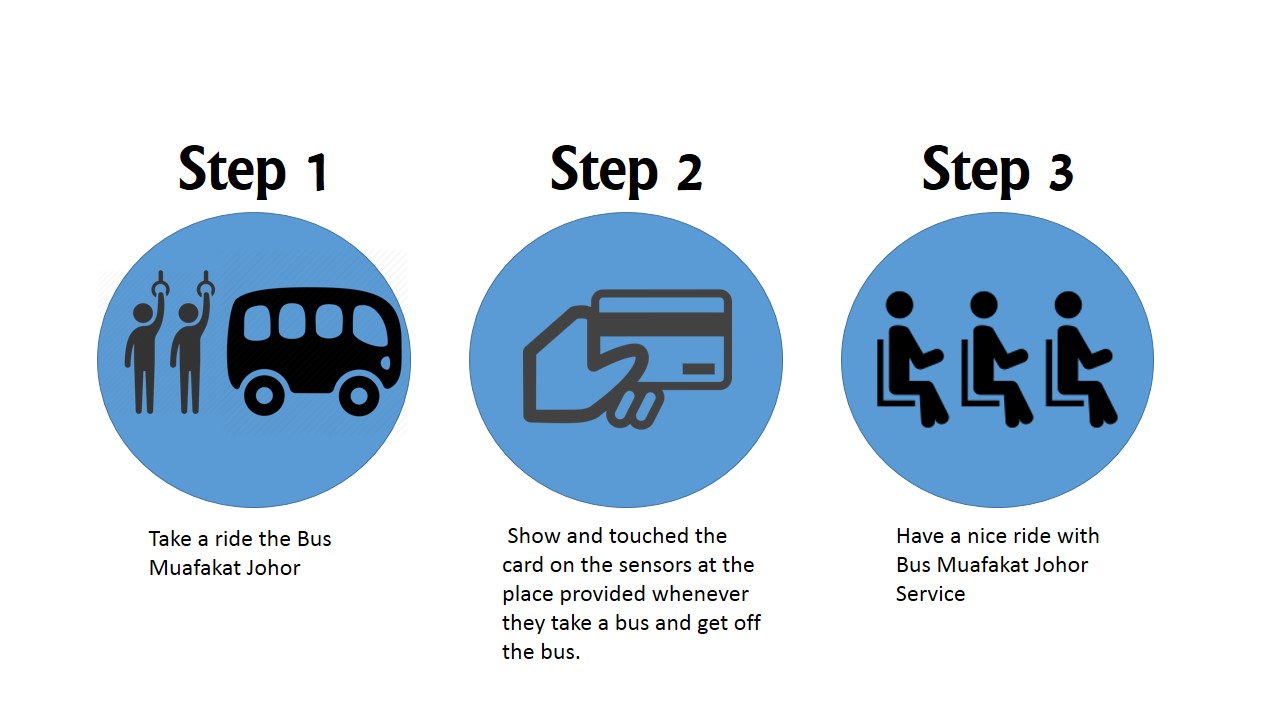 Step 1
Take a ride the Bus
Muafakat Johor
Step 2
Show and touched the
card on the sensors at the
place provided whenever
they take a bus and get off
the bus.
Step 3
Have a nice ride with
Bus Muafakat Johor
Service